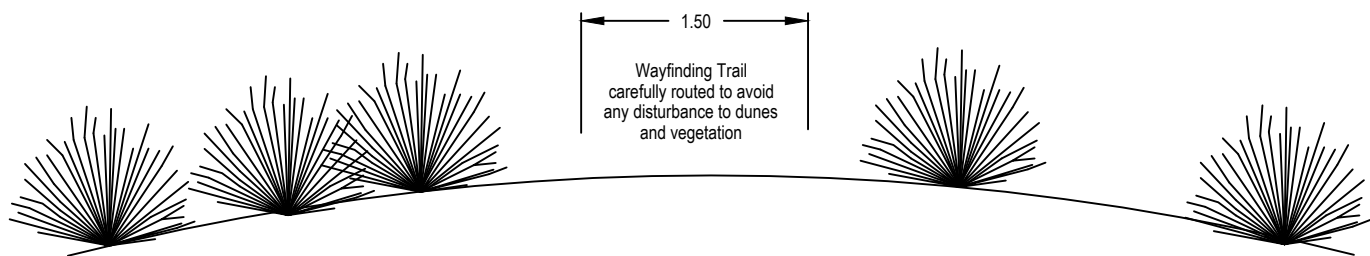 1.50
Wayfinding Trail
carefully routed to avoid
any disturbance to dunes
and vegetation